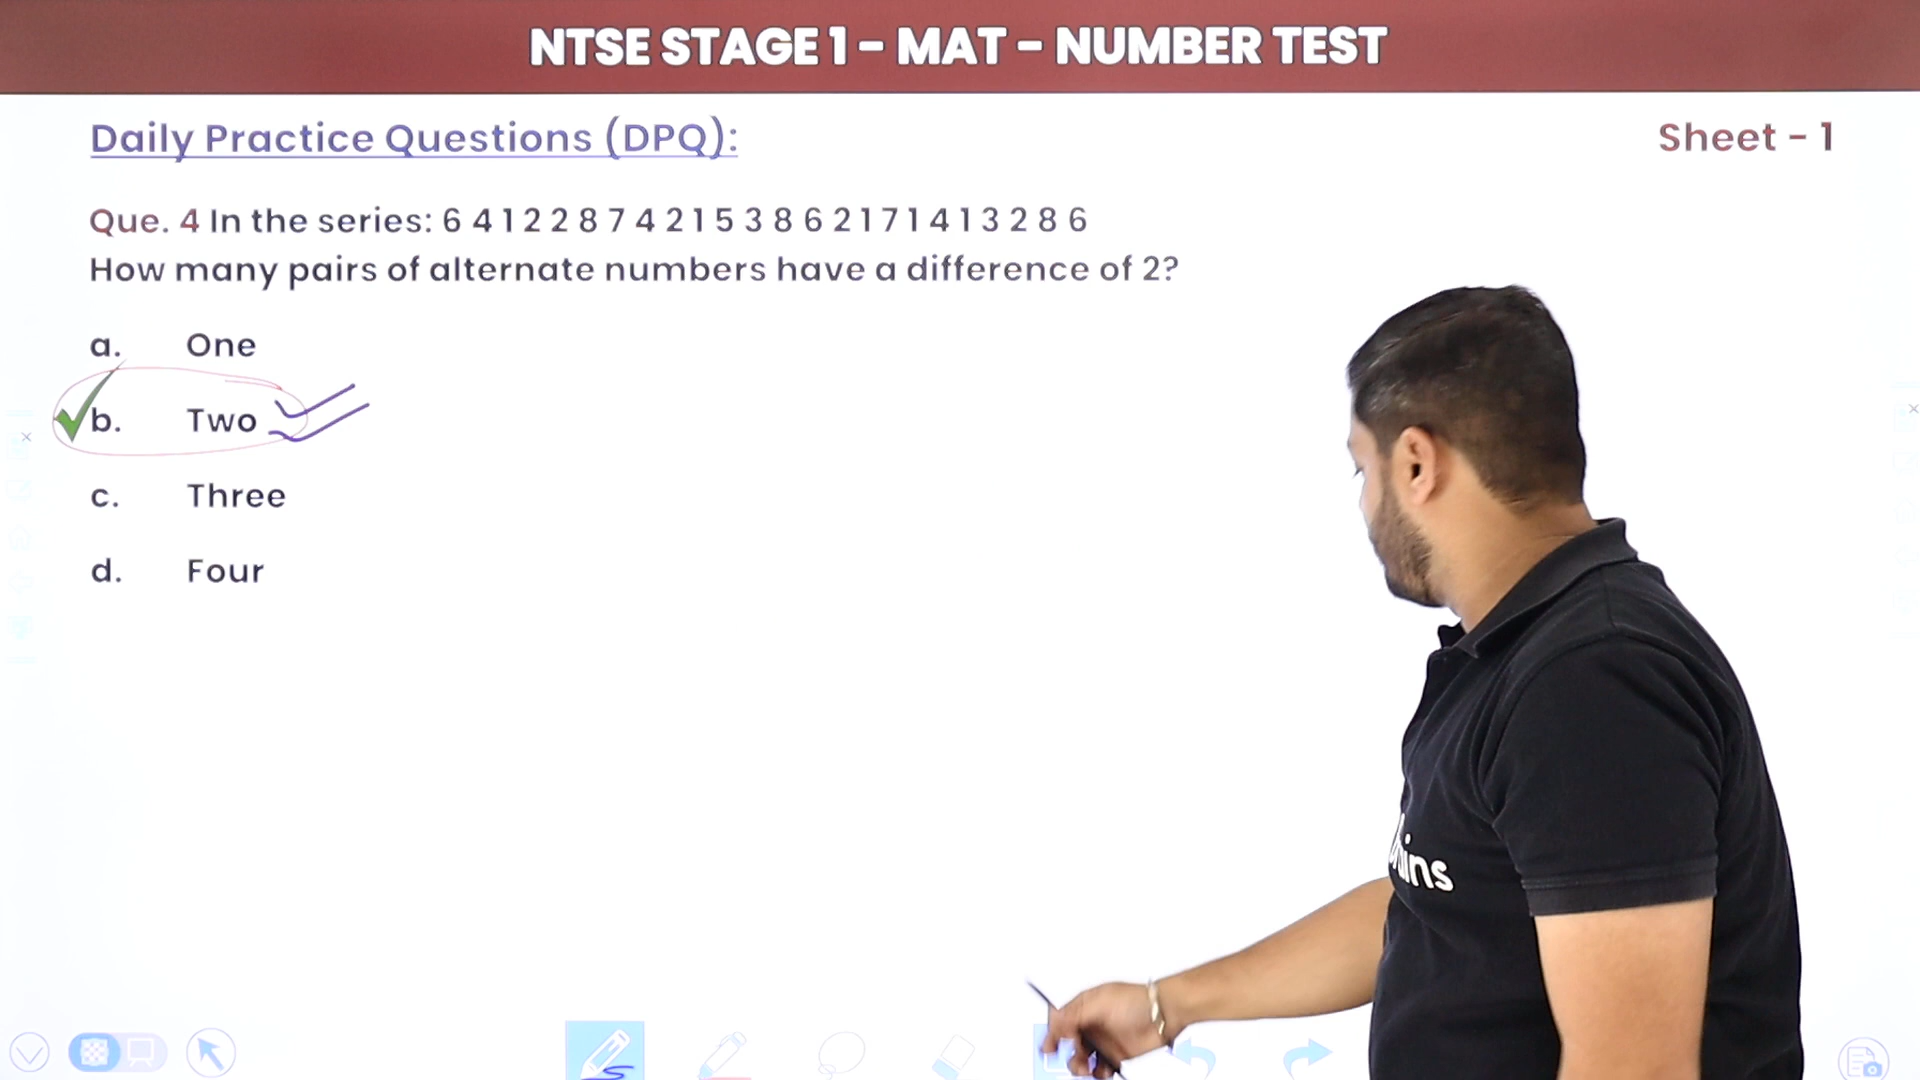 NTSE STAGE 1 – MAT – NUMBER TEST
Daily Practice Questions (DPQ):
Sheet - 1
Que. 4 In the series: 6 4 1 2 2 8 7 4 2 1 5 3 8 6 2 1 7 1 4 1 3 2 8 6
How many pairs of alternate numbers have a difference of 2?
a. One
b. Two
c. Three
d. Four